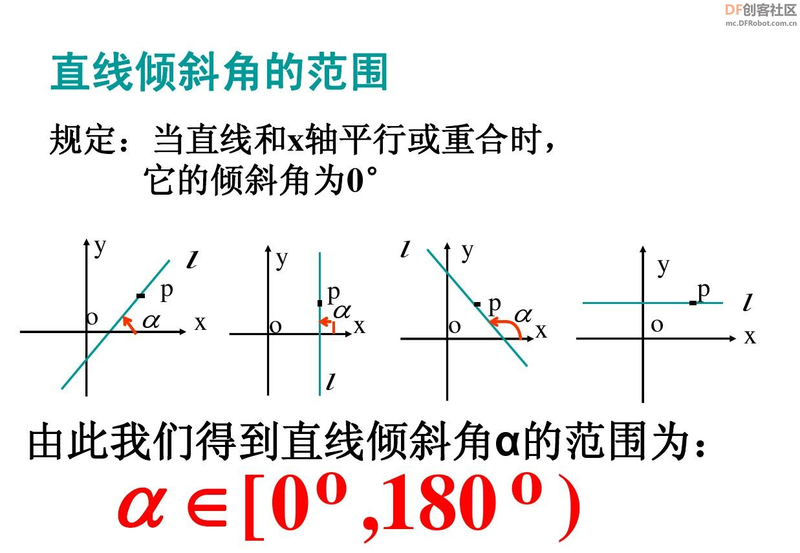 DF创客社区
mc.DFRobot.com.cn
直线倾斜角的范围
规定：当直线和x轴平行或重合时，
它的倾斜角为0°
y l p o α x
y p α o x l
l y p α o x
y p l o x
由此我们得到直线倾斜角α的范围为：
α∈[0°,180°)